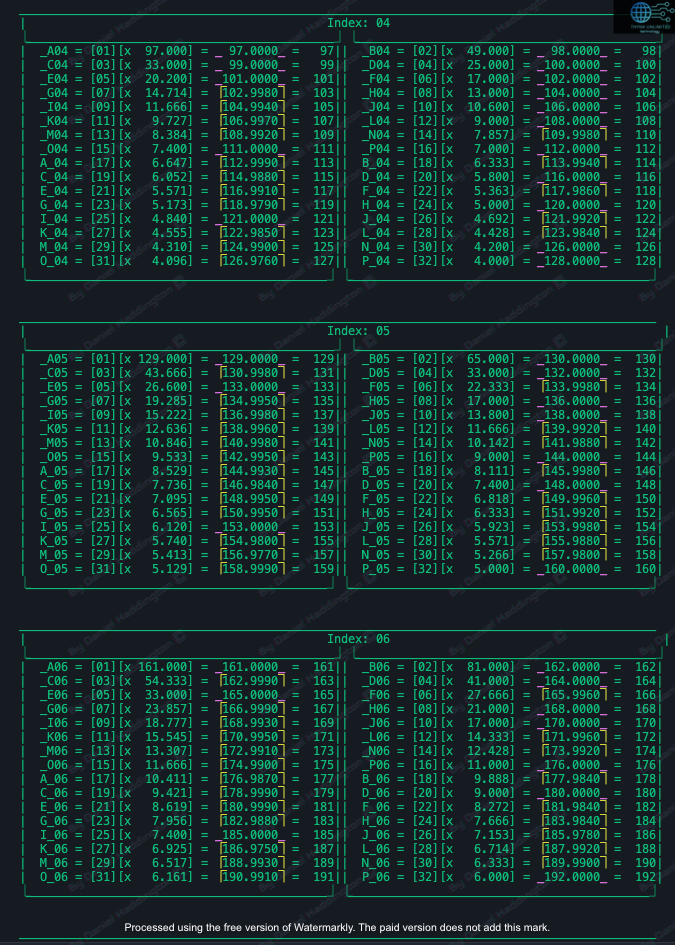 THINK UNLIMITED
Index: 04
_A04 = [01][x 97.000] = _ 97.0000_ = 97|| _B04 = [02][x 49.000] = _ 98.0000_ = 98|
_C04 = [03][x 33.000] = _ 99.0000_ = 99|| _D04 = [04][x 25.000] = _100.0000_ = 100|
_E04 = [05][x 20.200] = _101.0000_ = 101|| _F04 = [06][x 17.000] = _102.0000_ = 102|
_G04 = [07][x 14.714] = ⌈102.9980⌉ = 103|| _H04 = [08][x 13.000] = _104.0000_ = 104|
_I04 = [09][x 11.666] = ⌈104.9940⌉ = 105|| _J04 = [10][x 10.600] = _106.0000_ = 106|
_K04 = [11][x 9.727] = ⌈106.9970⌉ = 107|| _L04 = [12][x 9.000] = _108.0000_ = 108|
_M04 = [13][x 8.384] = ⌈108.9920⌉ = 109|| _N04 = [14][x 7.857] = ⌈109.9980⌉ = 110|
_O04 = [15][x 7.400] = _111.0000_ = 111|| _P04 = [16][x 7.000] = _112.0000_ = 112|
A_04 = [17][x 6.647] = ⌈112.9990⌉ = 113|| B_04 = [18][x 6.333] = ⌈113.9940⌉ = 114|
C_04 = [19][x 6.052] = ⌈114.9880⌉ = 115|| D_04 = [20][x 5.800] = _116.0000_ = 116|
E_04 = [21][x 5.571] = ⌈116.9910⌉ = 117|| F_04 = [22][x 5.363] = ⌈117.9860⌉ = 118|
G_04 = [23][x 5.173] = ⌈118.9790⌉ = 119|| H_04 = [24][x 5.000] = _120.0000_ = 120|
I_04 = [25][x 4.840] = _121.0000_ = 121|| J_04 = [26][x 4.692] = ⌈121.9920⌉ = 122|
K_04 = [27][x 4.555] = ⌈122.9850⌉ = 123|| L_04 = [28][x 4.428] = ⌈123.9840⌉ = 124|
M_04 = [29][x 4.310] = ⌈124.9900⌉ = 125|| N_04 = [30][x 4.200] = _126.0000_ = 126|
O_04 = [31][x 4.096] = ⌈126.9760⌉ = 127|| P_04 = [32][x 4.000] = _128.0000_ = 128|
Index: 05
_A05 = [01][x 129.000] = _129.0000_ = 129|| _B05 = [02][x 65.000] = _130.0000_ = 130|
_C05 = [03][x 43.666] = ⌈130.9980⌉ = 131|| _D05 = [04][x 33.000] = _132.0000_ = 132|
_E05 = [05][x 26.600] = _133.0000_ = 133|| _F05 = [06][x 22.333] = ⌈133.9980⌉ = 134|
_G05 = [07][x 19.285] = ⌈134.9950⌉ = 135|| _H05 = [08][x 17.000] = _136.0000_ = 136|
_I05 = [09][x 15.222] = ⌈136.9980⌉ = 137|| _J05 = [10][x 13.800] = _138.0000_ = 138|
_K05 = [11][x 12.636] = ⌈138.9960⌉ = 139|| _L05 = [12][x 11.666] = ⌈139.9920⌉ = 140|
_M05 = [13][x 10.846] = ⌈140.9980⌉ = 141|| _N05 = [14][x 10.142] = ⌈141.9880⌉ = 142|
_O05 = [15][x 9.533] = ⌈142.9950⌉ = 143|| _P05 = [16][x 9.000] = _144.0000_ = 144|
A_05 = [17][x 8.529] = ⌈144.9930⌉ = 145|| B_05 = [18][x 8.111] = ⌈145.9980⌉ = 146|
C_05 = [19][x 7.736] = ⌈146.9840⌉ = 147|| D_05 = [20][x 7.400] = _148.0000_ = 148|
E_05 = [21][x 7.095] = ⌈148.9950⌉ = 149|| F_05 = [22][x 6.818] = ⌈149.9960⌉ = 150|
G_05 = [23][x 6.565] = ⌈150.9950⌉ = 151|| H_05 = [24][x 6.333] = ⌈151.9920⌉ = 152|
I_05 = [25][x 6.120] = _153.0000_ = 153|| J_05 = [26][x 5.923] = ⌈153.9980⌉ = 154|
K_05 = [27][x 5.740] = ⌈154.9800⌉ = 155|| L_05 = [28][x 5.571] = ⌈155.9880⌉ = 156|
M_05 = [29][x 5.413] = ⌈156.9770⌉ = 157|| N_05 = [30][x 5.266] = ⌈157.9800⌉ = 158|
O_05 = [31][x 5.129] = ⌈158.9990⌉ = 159|| P_05 = [32][x 5.000] = _160.0000_ = 160|
Index: 06
_A06 = [01][x 161.000] = _161.0000_ = 161|| _B06 = [02][x 81.000] = _162.0000_ = 162|
_C06 = [03][x 54.333] = ⌈162.9990⌉ = 163|| _D06 = [04][x 41.000] = _164.0000_ = 164|
_E06 = [05][x 33.000] = _165.0000_ = 165|| _F06 = [06][x 27.666] = ⌈165.9960⌉ = 166|
_G06 = [07][x 23.857] = ⌈166.9990⌉ = 167|| _H06 = [08][x 21.000] = _168.0000_ = 168|
_I06 = [09][x 18.777] = ⌈168.9930⌉ = 169|| _J06 = [10][x 17.000] = _170.0000_ = 170|
_K06 = [11][x 15.545] = ⌈170.9950⌉ = 171|| _L06 = [12][x 14.333] = ⌈171.9960⌉ = 172|
_M06 = [13][x 13.307] = ⌈172.9910⌉ = 173|| _N06 = [14][x 12.428] = ⌈173.9920⌉ = 174|
_O06 = [15][x 11.666] = ⌈174.9900⌉ = 175|| _P06 = [16][x 11.000] = _176.0000_ = 176|
A_06 = [17][x 10.411] = ⌈176.9870⌉ = 177|| B_06 = [18][x 9.888] = ⌈177.9840⌉ = 178|
C_06 = [19][x 9.421] = ⌈178.9990⌉ = 179|| D_06 = [20][x 9.000] = _180.0000_ = 180|
E_06 = [21][x 8.619] = ⌈180.9990⌉ = 181|| F_06 = [22][x 8.272] = ⌈181.9840⌉ = 182|
G_06 = [23][x 7.956] = ⌈182.9880⌉ = 183|| H_06 = [24][x 7.666] = ⌈183.9840⌉ = 184|
I_06 = [25][x 7.400] = _185.0000_ = 185|| J_06 = [26][x 7.153] = ⌈185.9780⌉ = 186|
K_06 = [27][x 6.925] = ⌈186.9750⌉ = 187|| L_06 = [28][x 6.714] = ⌈187.9920⌉ = 188|
M_06 = [29][x 6.517] = ⌈188.9930⌉ = 189|| N_06 = [30][x 6.333] = ⌈189.9900⌉ = 190|
O_06 = [31][x 6.161] = ⌈190.9910⌉ = 191|| P_06 = [32][x 6.000] = _192.0000_ = 192|
By Daniel Haddington
Processed using the free version of Watermarkly. The paid version does not add this mark.